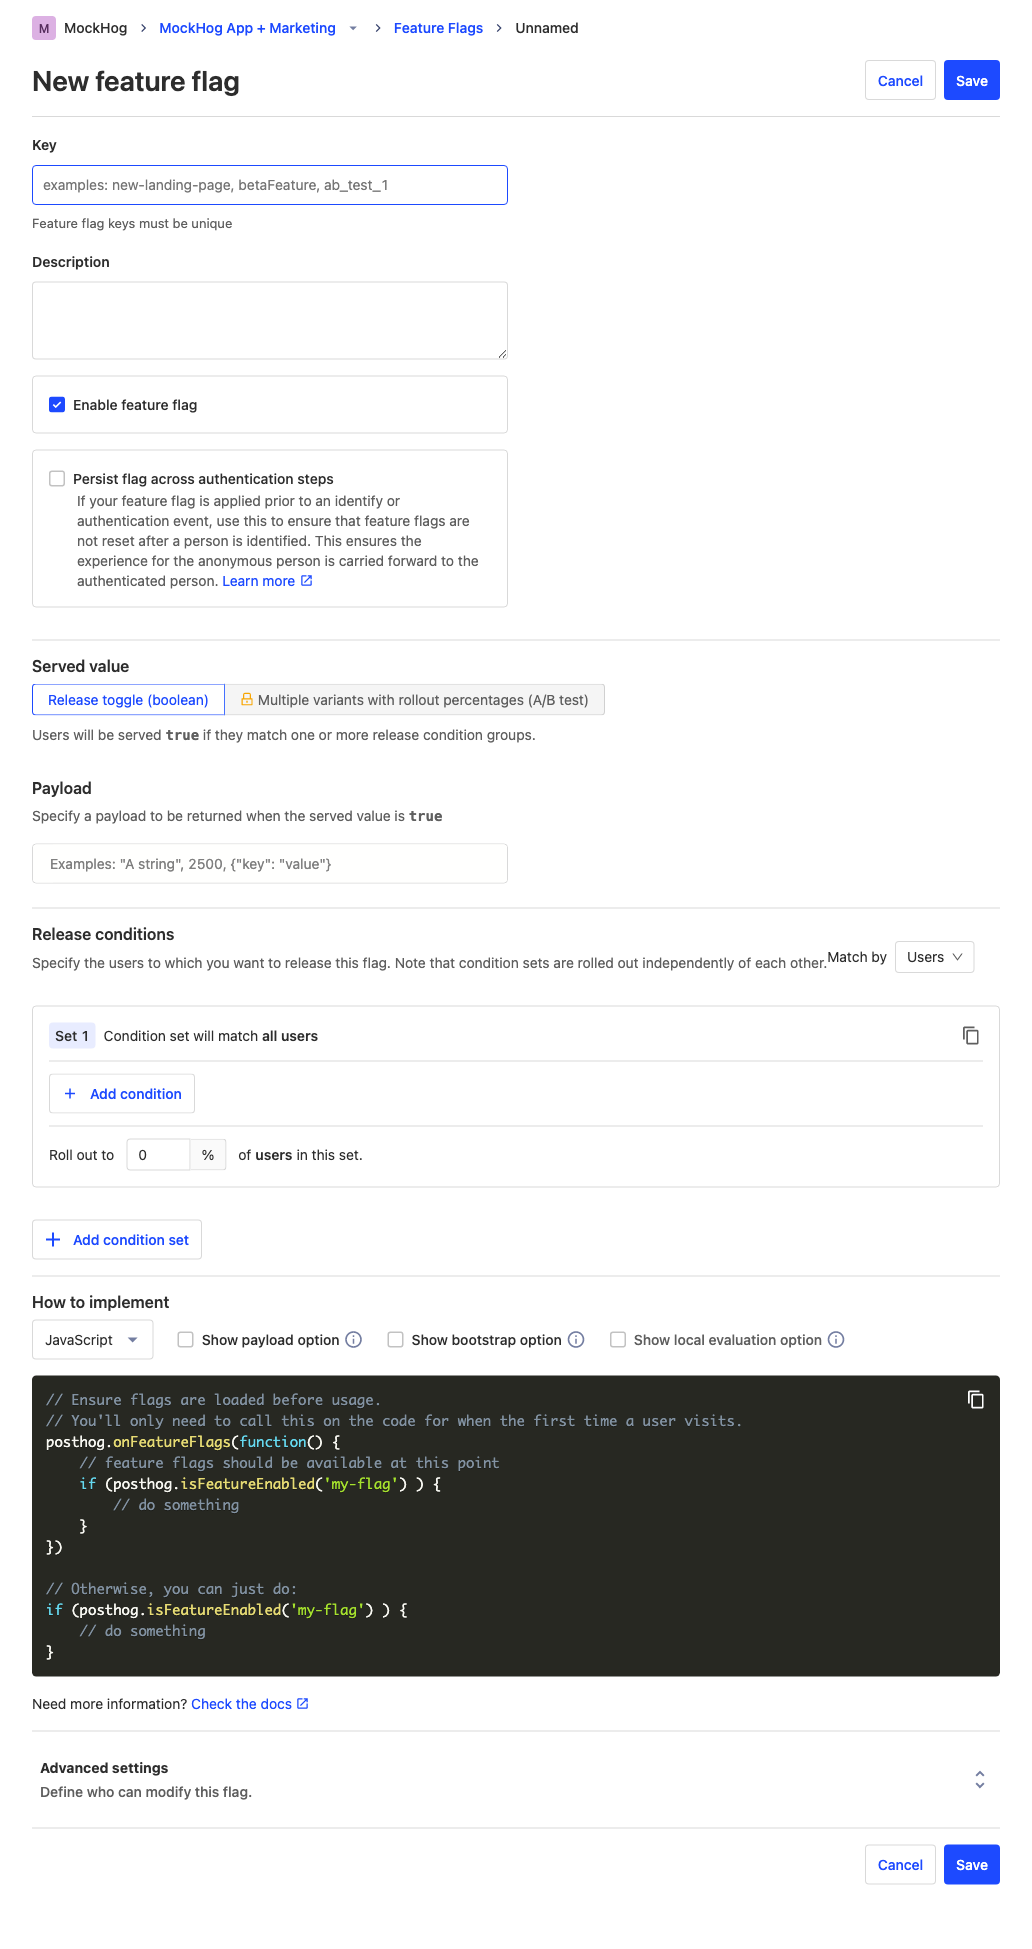 M MockHog MockHog App + Marketing Feature Flags Unnamed
New feature flag
Cancel Save
Key
examples: new-landing-page, betaFeature, ab_test_1
Feature flag keys must be unique
Description
Enable feature flag
Persist flag across authentication steps
If your feature flag is applied prior to an identify or
authentication event, use this to ensure that feature flags are
not reset after a person is identified. This ensures the
experience for the anonymous person is carried forward to the
authenticated person. Learn more
Served value
Release toggle (boolean) Multiple variants with rollout percentages (A/B test)
Users will be served true if they match one or more release condition groups.
Payload
Specify a payload to be returned when the served value is true
Examples: "A string", 2500, {"key": "value"}
Release conditions
Specify the users to which you want to release this flag. Note that condition sets are rolled out independently of each other. Match by Users
Set 1 Condition set will match all users
+ Add condition
Roll out to 0 % of users in this set.
+ Add condition set
How to implement
JavaScript Show payload option Show bootstrap option Show local evaluation option
// Ensure flags are loaded before usage.
// You'll only need to call this on the code for when the first time a user visits.
posthog.onFeatureFlags(function() {
    // feature flags should be available at this point
    if (posthog.isFeatureEnabled('my-flag') ) {
        // do something
    }
})
// Otherwise, you can just do:
if (posthog.isFeatureEnabled('my-flag') ) {
    // do something
}
Need more information? Check the docs
Advanced settings
Define who can modify this flag.
Cancel Save